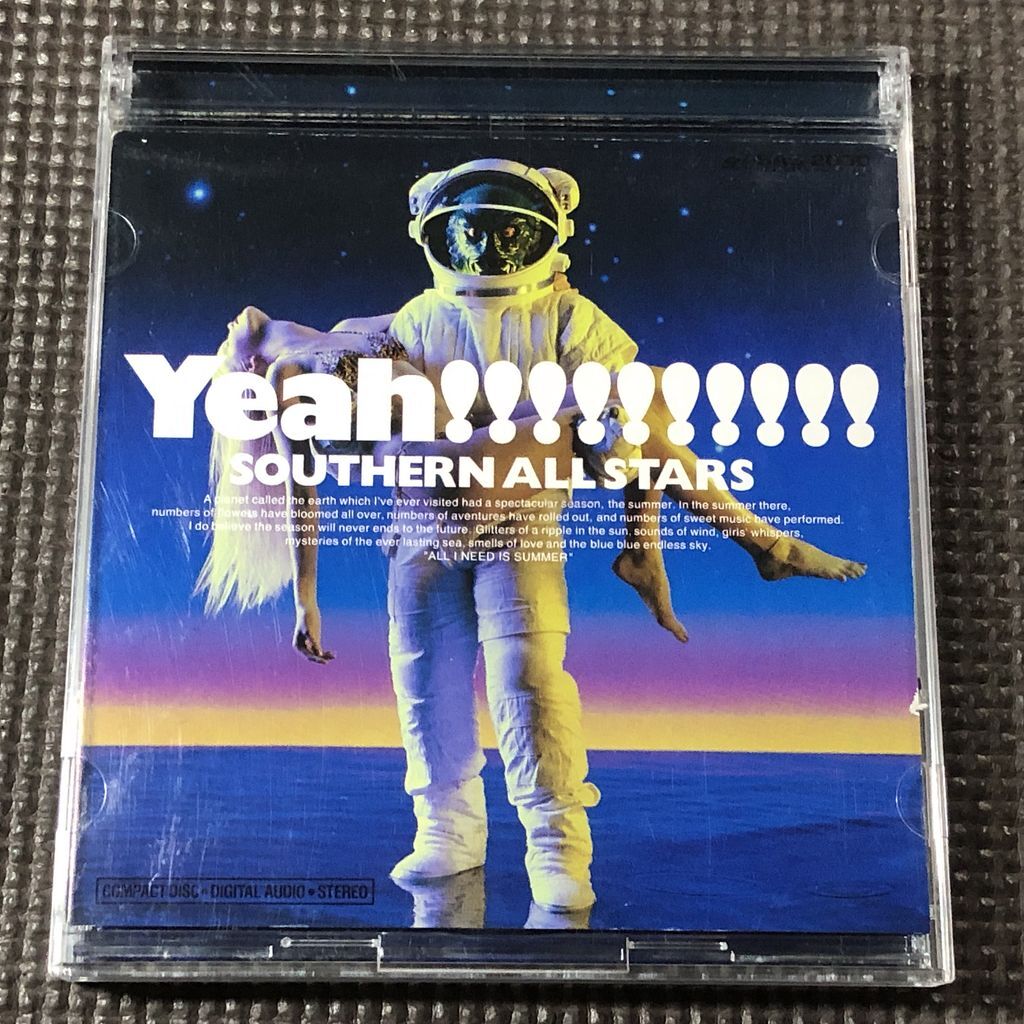 Yeah!!!!!!!!!!
SOUTHERN ALL STARS
A planet called the earth which I've ever visited had a spectacular season, the summer. In the summer there,
numbers of flowers have bloomed all over, numbers of aventures have rolled out, and numbers of sweet music have performed.
I do believe the season will never ends to the future. Glitters of a ripple in the sun, sounds of wind, girls' whispers,
mysteries of the ever lasting sea, smells of love and the blue blue endless sky.
"ALL I NEED IS SUMMER"
COMPACT DISC • DIGITAL AUDIO • STEREO